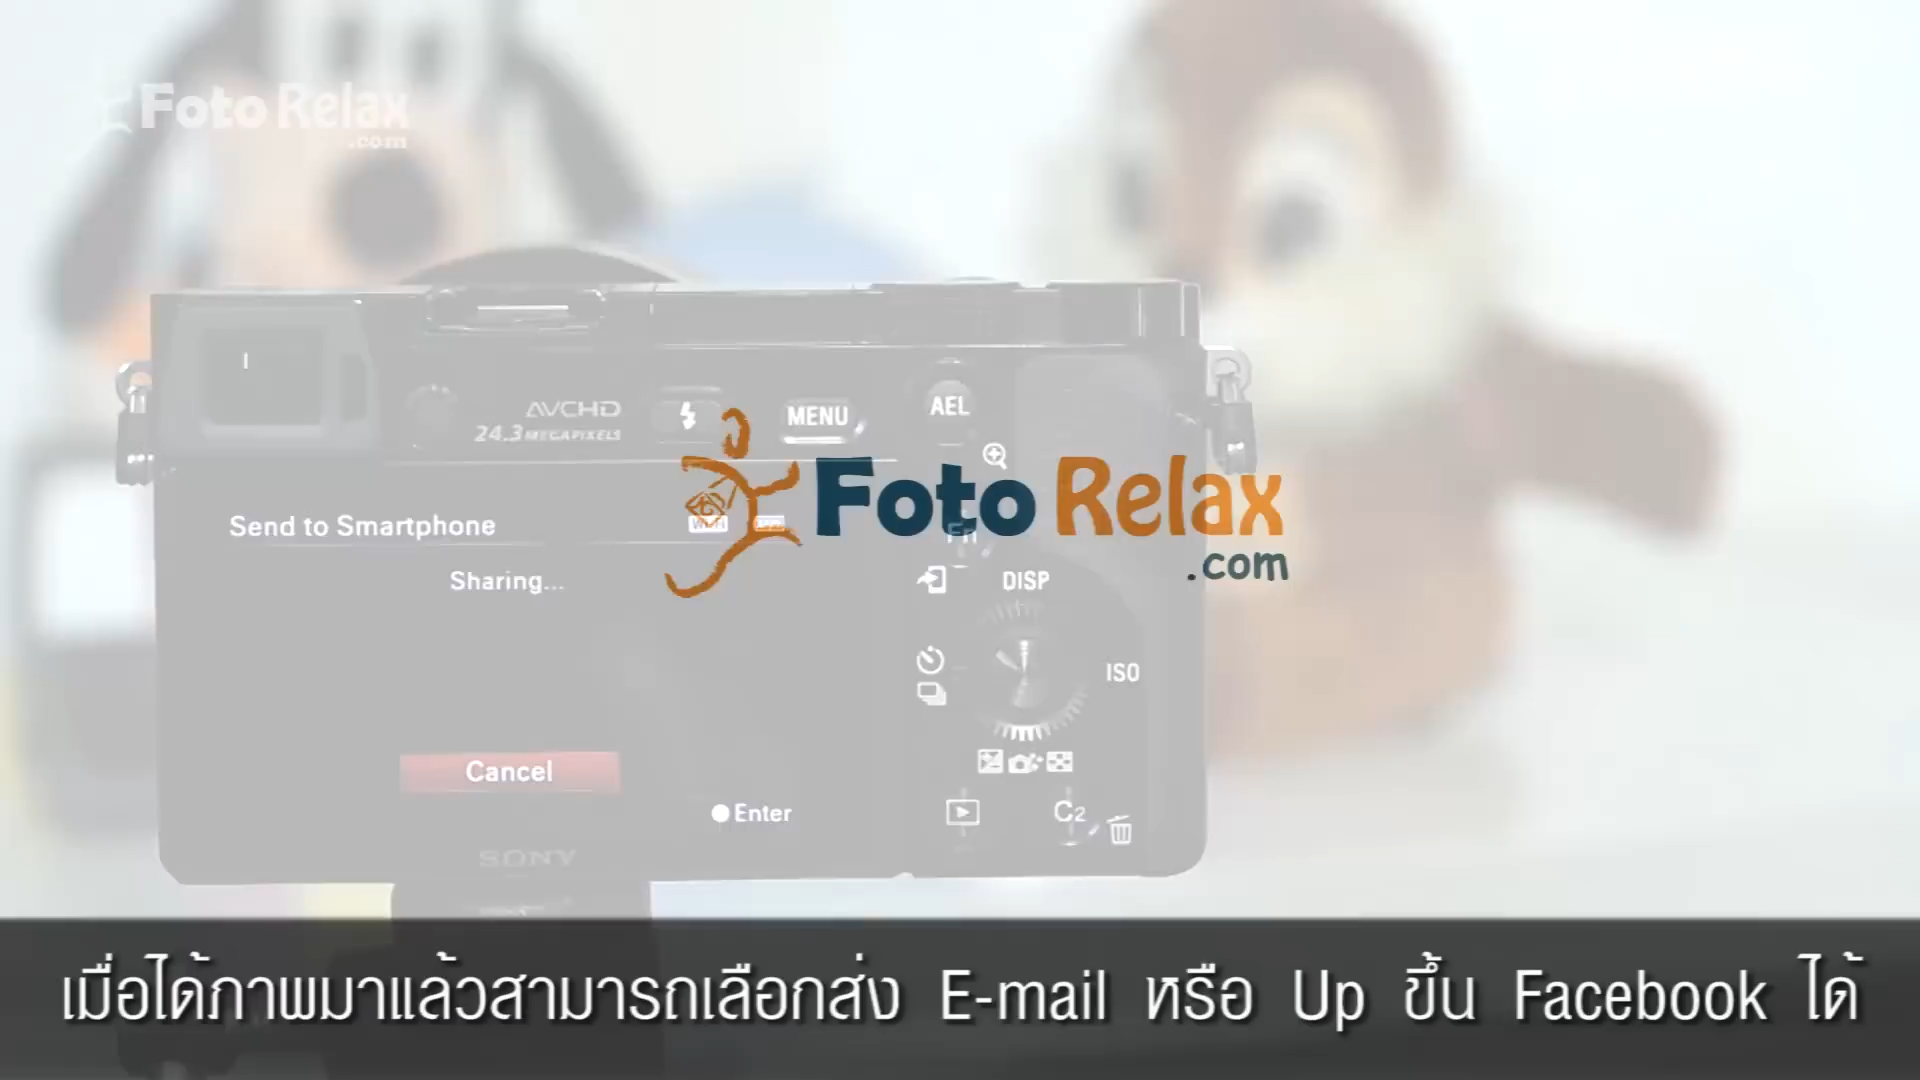 Foto Relax
.com
AVCHD
24.3 MEGAPIXELS
MENU
AEL
Foto Relax
.com
Send to Smartphone
Fn
Sharing...
DISP
ISO
Cancel
Enter
C2
SONY
เมื่อได้ภาพมาแล้วสามารถเลือกส่ง E-mail หรือ Up ขึ้น Facebook ได้